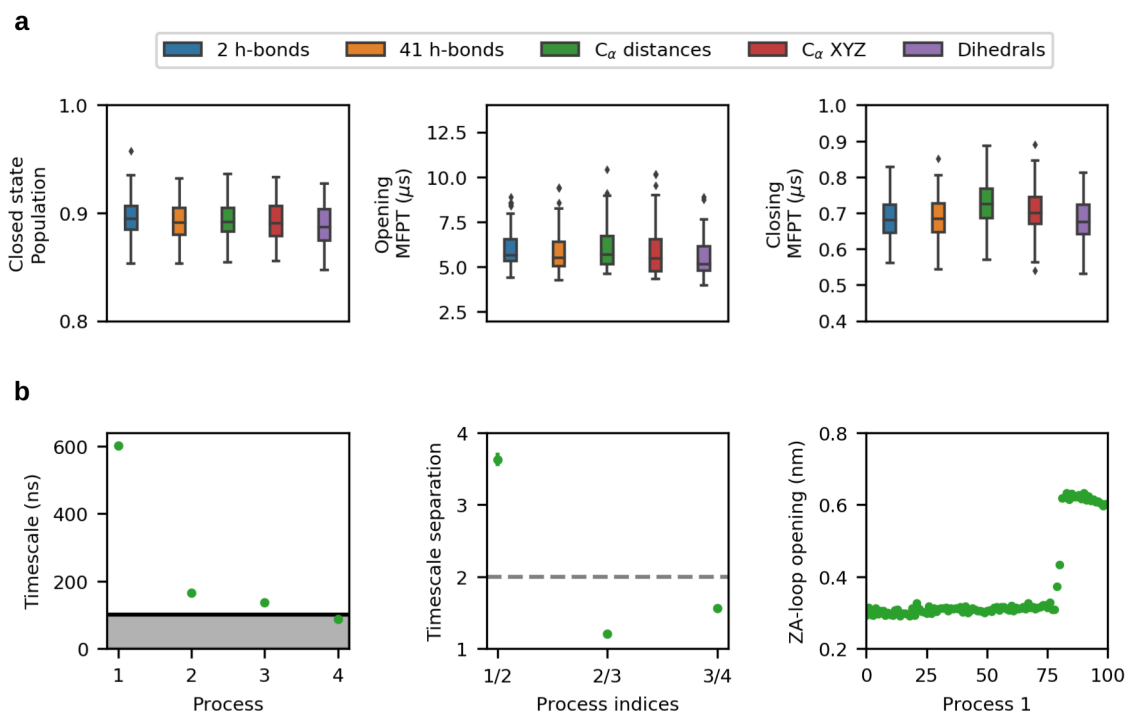 a
2 h-bonds 41 h-bonds Cα distances Cα XYZ Dihedrals
Closed state
Population
1.0
0.9
0.8
Opening
MFPT (μs)
12.5
10.0
7.5
5.0
2.5
Closing
MFPT (μs)
1.0
0.9
0.8
0.7
0.6
0.5
0.4
b
Timescale (ns)
600
400
200
0
1 2 3 4
Process
Timescale separation
4
3
2
1
1/2 2/3 3/4
Process indices
ZA-loop opening (nm)
0.8
0.6
0.4
0.2
0 25 50 75 100
Process 1